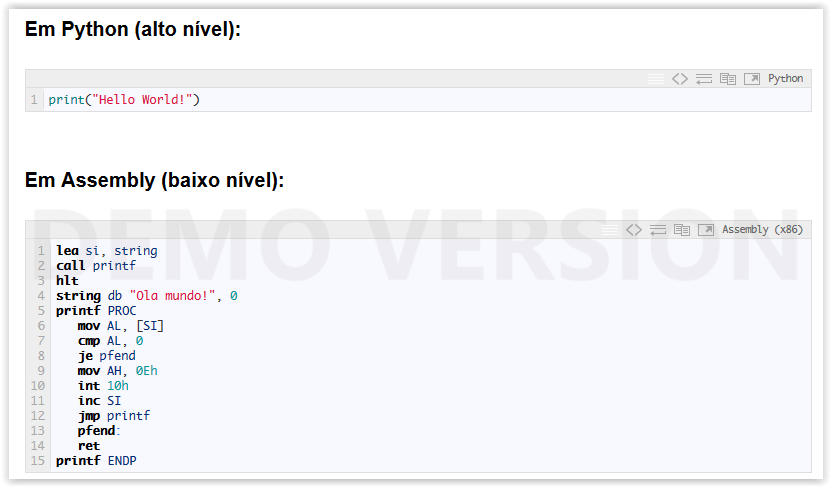 Em Python (alto nível):
Python
1 print("Hello World!")
Em Assembly (baixo nível):
DEMO VERSION
Assembly (x86)
1 lea si, string
2 call printf
3 hlt
4 string db "Ola mundo!", 0
5 printf PROC
6 mov AL, [SI]
7 cmp AL, 0
8 je pfend
9 mov AH, 0Eh
10 int 10h
11 inc SI
12 jmp printf
13 pfend:
14 ret
15 printf ENDP